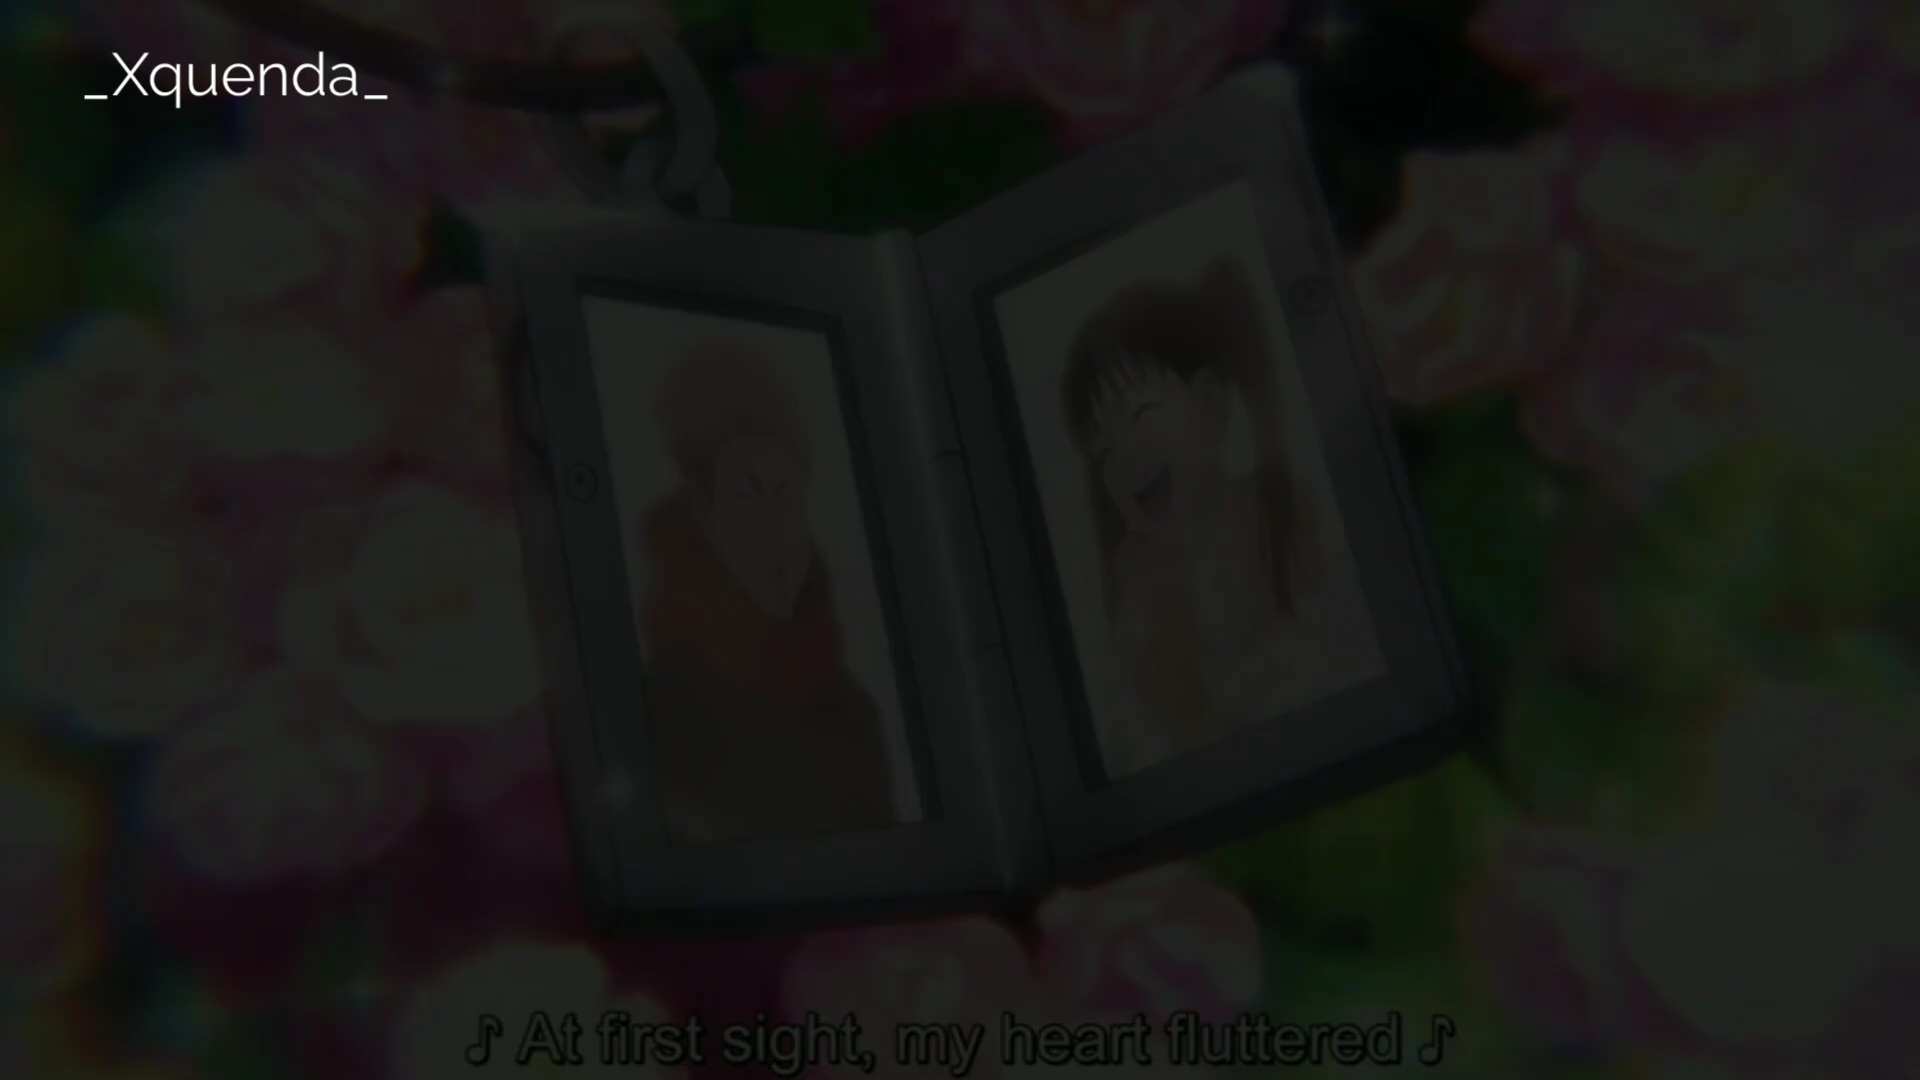 _Xquenda_
♪ At first sight, my heart fluttered ♪